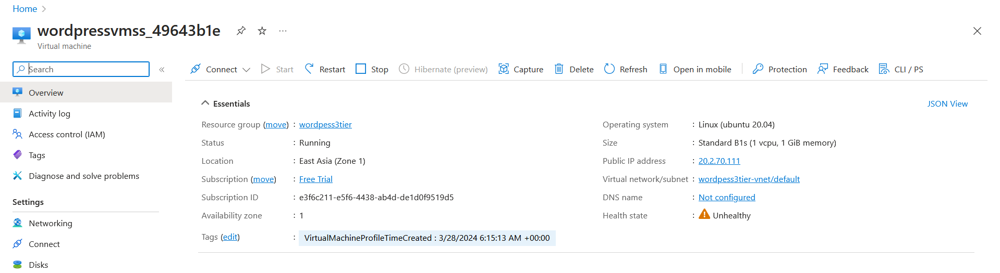 Home
wordpressvmss_49643b1e
Virtual machine
Search
Connect Start Restart Stop Hibernate (preview) Capture Delete Refresh Open in mobile Protection Feedback CLI / PS
Overview
Activity log
Access control (IAM)
Tags
Diagnose and solve problems
Settings
Networking
Connect
Disks
Essentials
JSON View
Resource group (move) : wordpess3tier
Status : Running
Location : East Asia (Zone 1)
Subscription (move) : Free Trial
Subscription ID : e3f6c211-e5f6-4438-ab4d-de1d0f9519d5
Availability zone : 1
Tags (edit) : VirtualMachineProfileTimeCreated : 3/28/2024 6:15:13 AM +00:00
Operating system : Linux (ubuntu 20.04)
Size : Standard B1s (1 vcpu, 1 GiB memory)
Public IP address : 20.2.70.111
Virtual network/subnet : wordpess3tier-vnet/default
DNS name : Not configured
Health state : Unhealthy